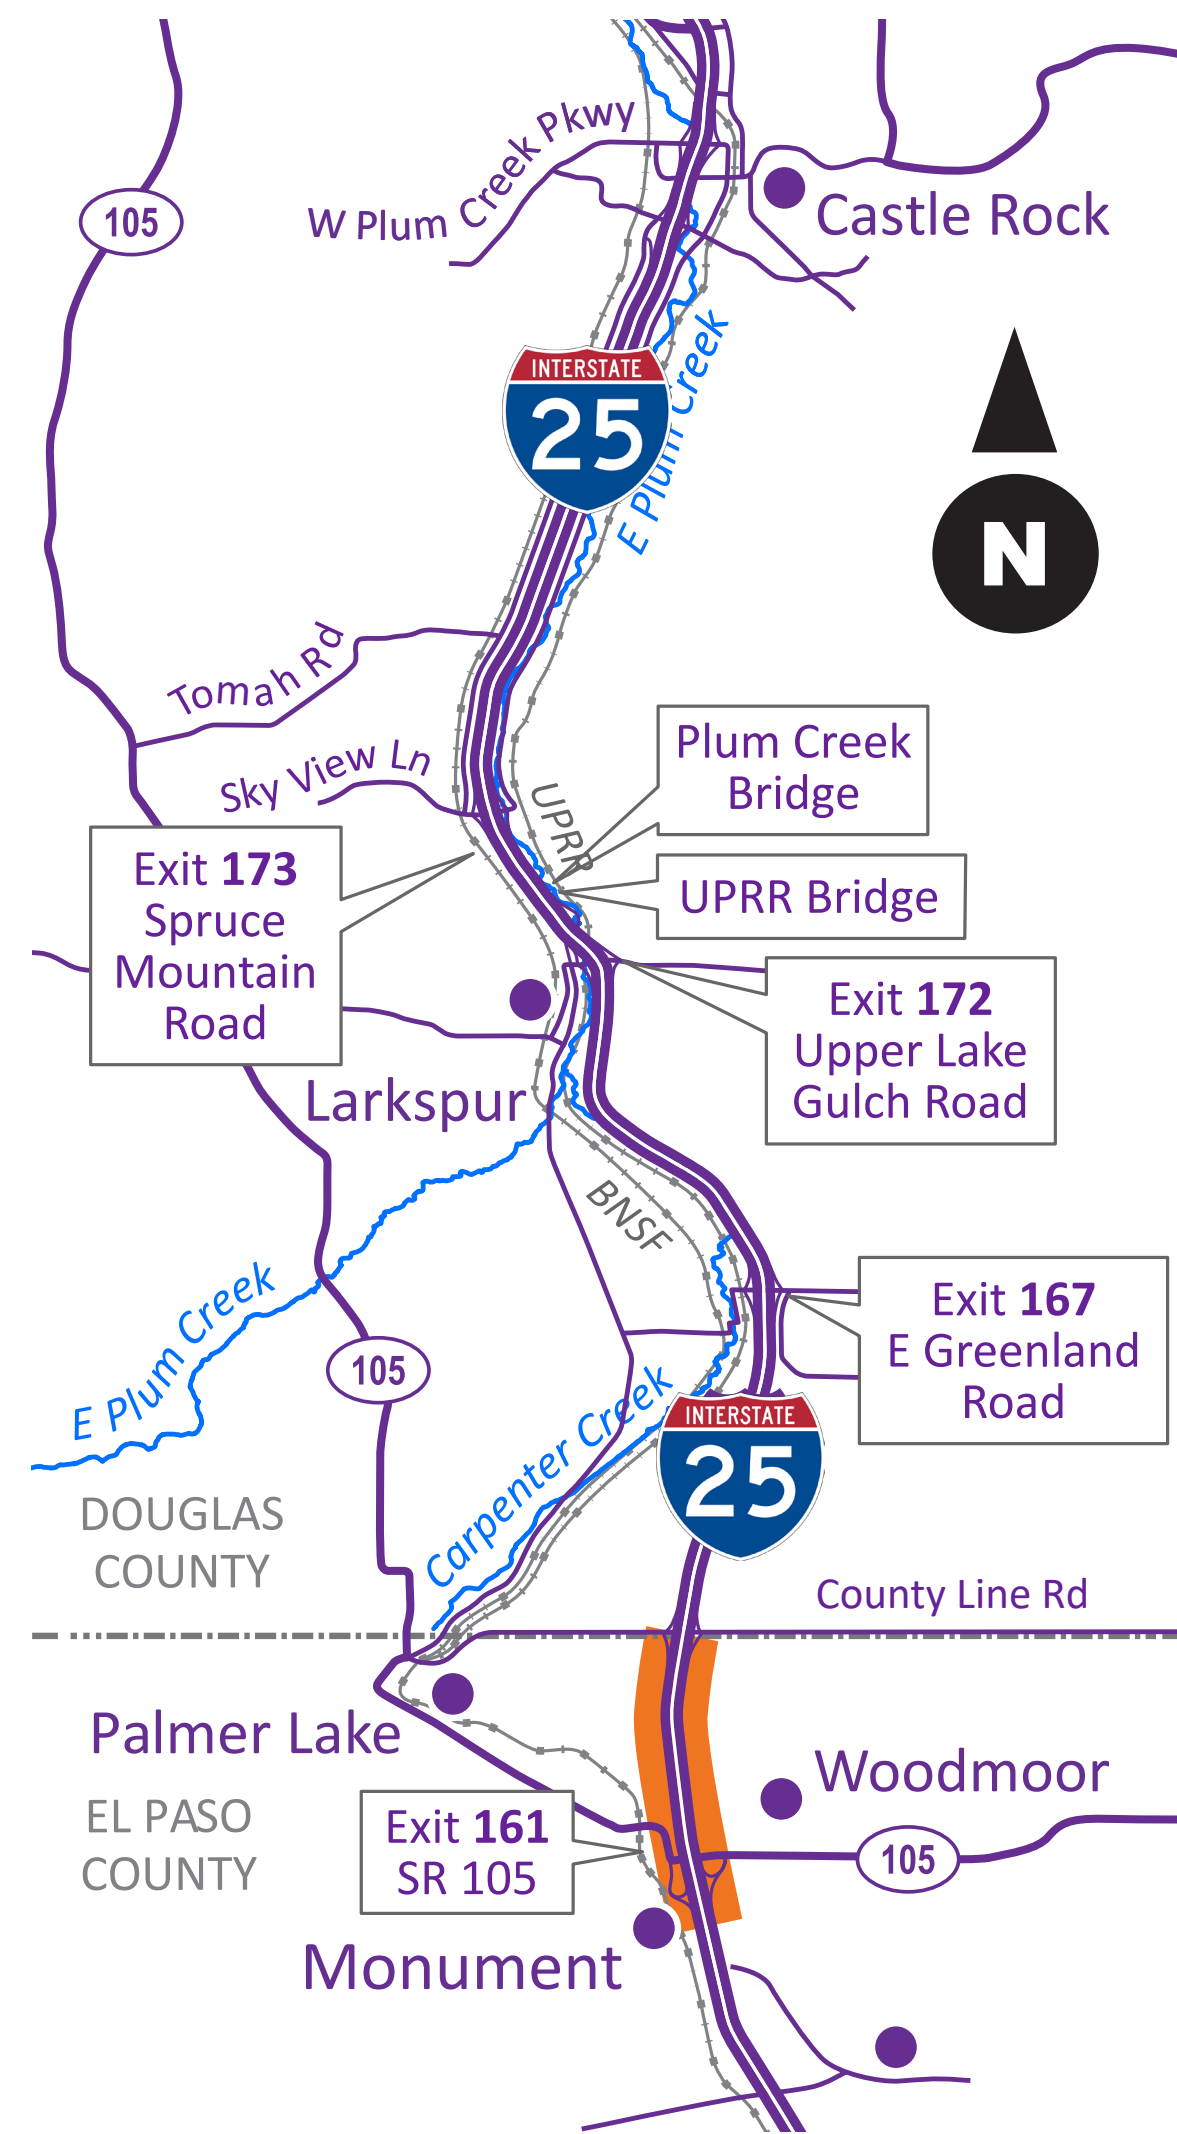 W Plum Creek Pkwy
105
Castle Rock
INTERSTATE
25
E Plum Creek
N
Tomah Rd
Sky View Ln
Plum Creek
Bridge
UPRR
UPRR Bridge
Exit 173
Spruce
Mountain
Road
Exit 172
Upper Lake
Gulch Road
Larkspur
BNSF
E Plum Creek
Exit 167
E Greenland
Road
105
Carpenter Creek
INTERSTATE
25
DOUGLAS
COUNTY
County Line Rd
Palmer Lake
Woodmoor
EL PASO
COUNTY
Exit 161
SR 105
105
Monument